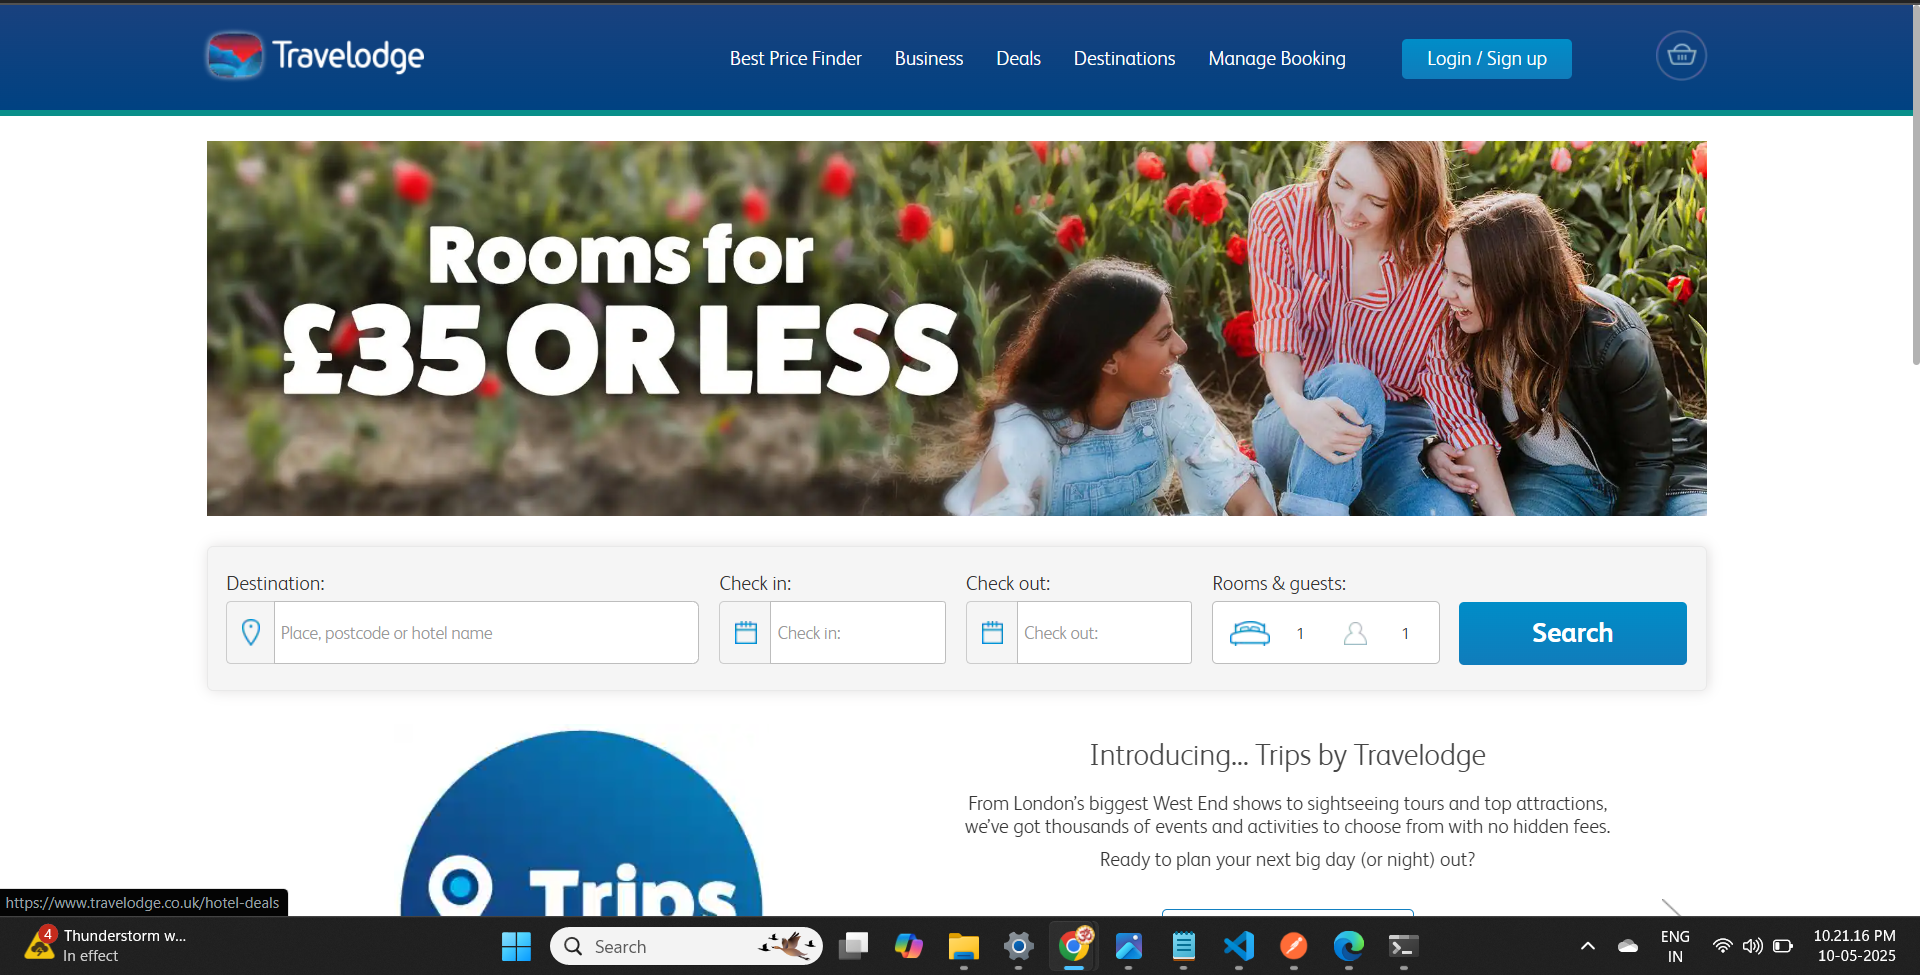 Travelodge
Best Price Finder
Business
Deals
Destinations
Manage Booking
Login / Sign up
Rooms for
£35 OR LESS
Destination:
Check in:
Check out:
Rooms & guests:
Place, postcode or hotel name
Check in:
Check out:
1
1
Search
Introducing... Trips by Travelodge
From London's biggest West End shows to sightseeing tours and top attractions,
we've got thousands of events and activities to choose from with no hidden fees.
Ready to plan your next big day (or night) out?
Trips
https://www.travelodge.co.uk/hotel-deals
4
Thunderstorm w...
In effect
Search
ENG
IN
10.21.16 PM
10-05-2025